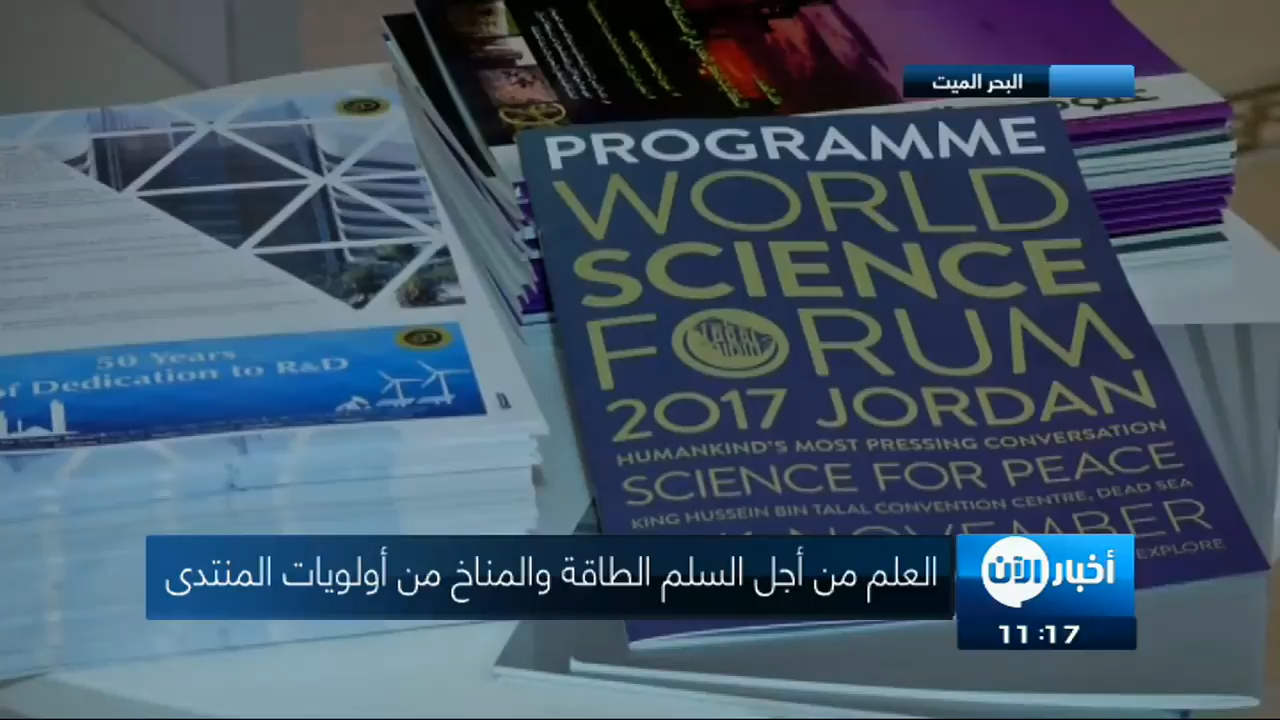 البحر الميت
PROGRAMME
WORLD
SCIENCE
FORUM
2017 JORDAN
HUMANKIND'S MOST PRESSING CONVERSATION
SCIENCE FOR PEACE
KING HUSSEIN BIN TALAL CONVENTION CENTRE, DEAD SEA
NOVEMBER
EXPLORE
50 Years
of Dedication to R&D
العلم من أجل السلم الطاقة والمناخ من أولويات المنتدى
أخبار الآن
11:17